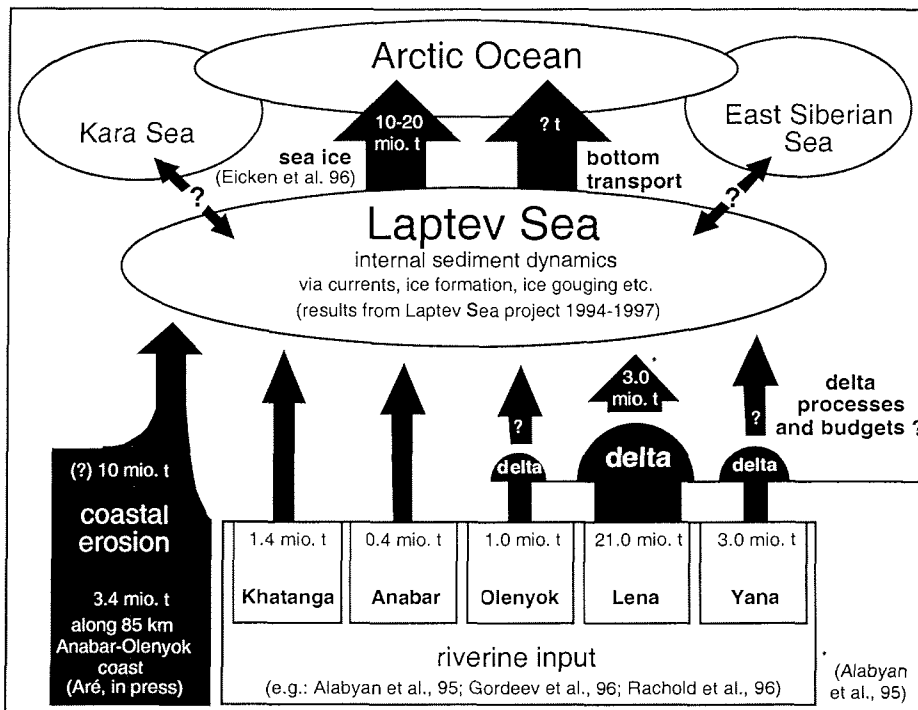 Arctic Ocean
Kara Sea
East Siberian
Sea
10-20
mio. t
? t
sea ice
(Eicken et al. 96)
bottom
transport
?
?
Laptev Sea
internal sediment dynamics
via currents, ice formation, ice gouging etc.
(results from Laptev Sea project 1994-1997)
3.0
mio. t
*
?
?
delta
processes
and budgets ?
delta
delta
delta
(?) 10 mio. t
coastal
erosion
3.4 mio. t
along 85 km
Anabar-Olenyok
coast
(Aré, in press)
1.4 mio. t
0.4 mio. t
1.0 mio. t
21.0 mio. t
3.0 mio. t
Khatanga
Anabar
Olenyok
Lena
Yana
riverine input
(e.g.: Alabyan et al., 95; Gordeev et al., 96; Rachold et al., 96)
* (Alabyan
et al., 95)